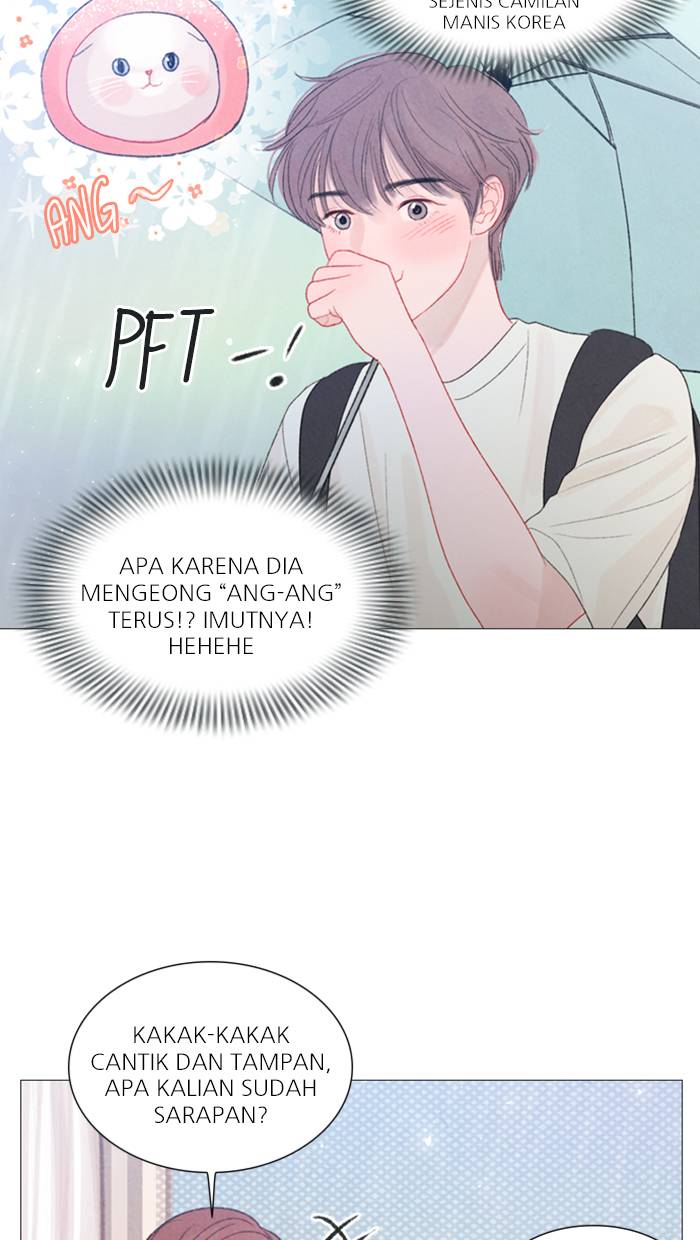 SEJENIS CAMILAN
MANIS KOREA
ANG~
PFT -!
APA KARENA DIA
MENGEONG “ANG-ANG”
TERUS!? IMUTNYA!
HEHEHE
KAKAK-KAKAK
CANTIK DAN TAMPAN,
APA KALIAN SUDAH
SARAPAN?